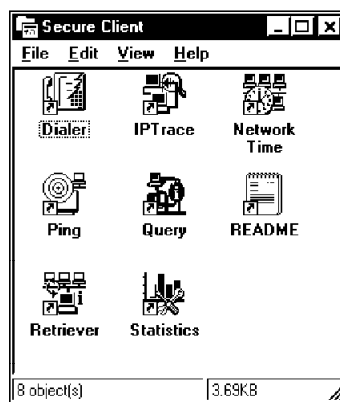 Secure Client
File Edit View Help
Dialer IPTrace Network Time
Ping Query README
Retriever Statistics
8 object(s) 3.69KB